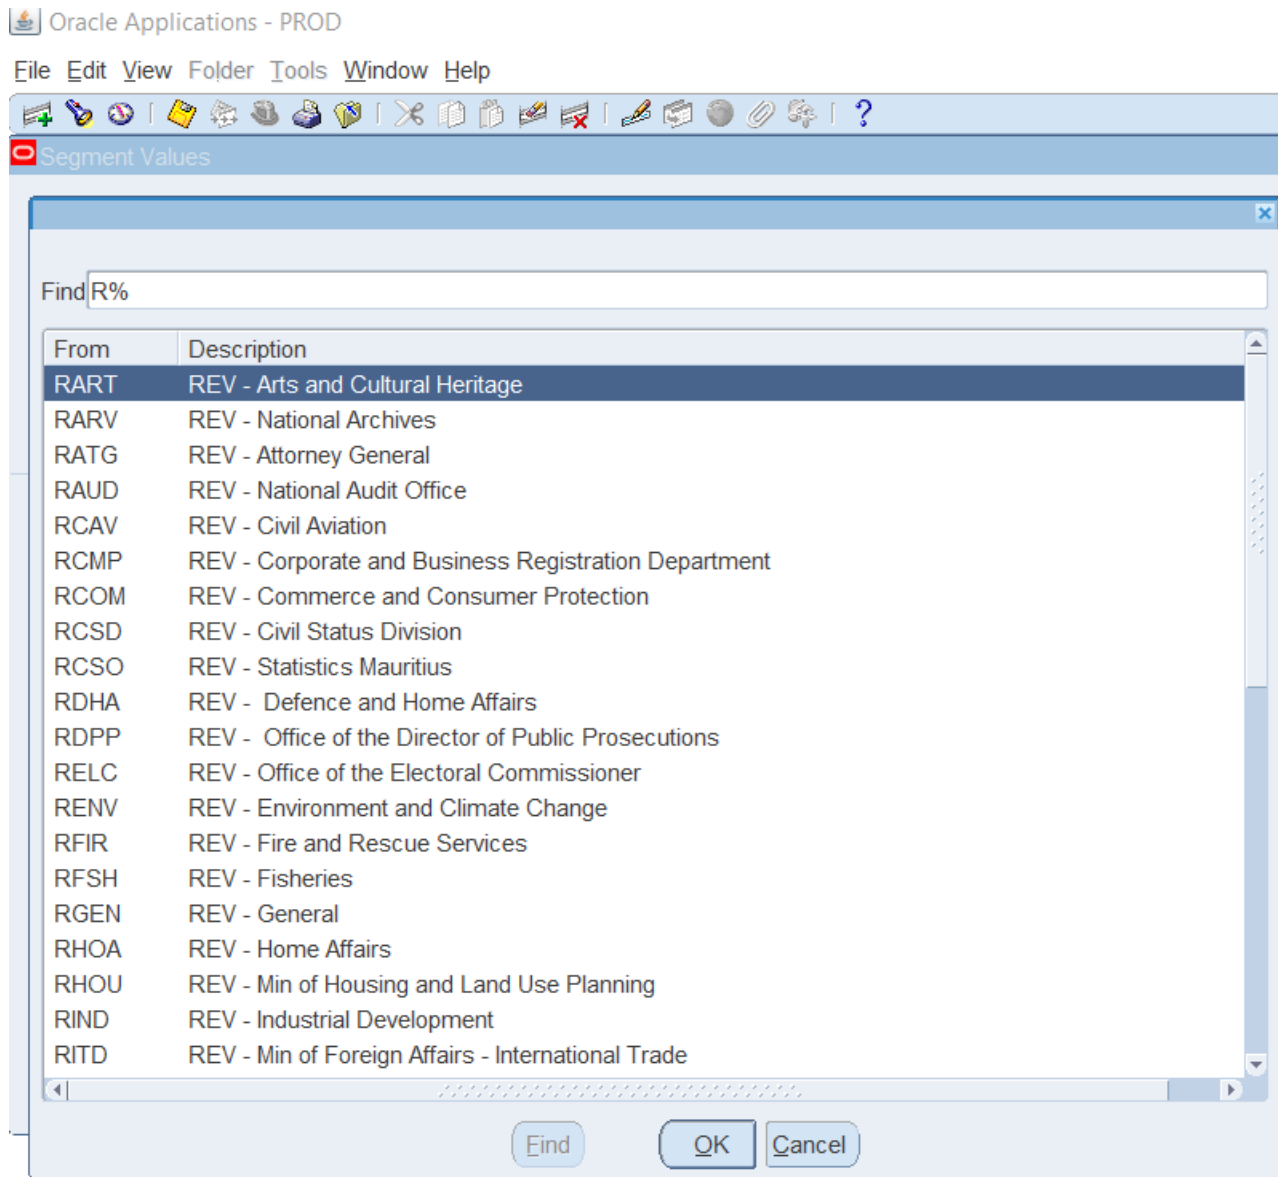 Oracle Applications - PROD
File Edit View Folder Tools Window Help
Segment Values
Find R%
From Description
RART REV - Arts and Cultural Heritage
RARV REV - National Archives
RATG REV - Attorney General
RAUD REV - National Audit Office
RCAV REV - Civil Aviation
RCMP REV - Corporate and Business Registration Department
RCOM REV - Commerce and Consumer Protection
RCSD REV - Civil Status Division
RCSO REV - Statistics Mauritius
RDHA REV -  Defence and Home Affairs
RDPP REV -  Office of the Director of Public Prosecutions
RELC REV - Office of the Electoral Commissioner
RENV REV - Environment and Climate Change
RFIR REV - Fire and Rescue Services
RFSH REV - Fisheries
RGEN REV - General
RHOA REV - Home Affairs
RHOU REV - Min of Housing and Land Use Planning
RIND REV - Industrial Development
RITD REV - Min of Foreign Affairs - International Trade
Find OK Cancel